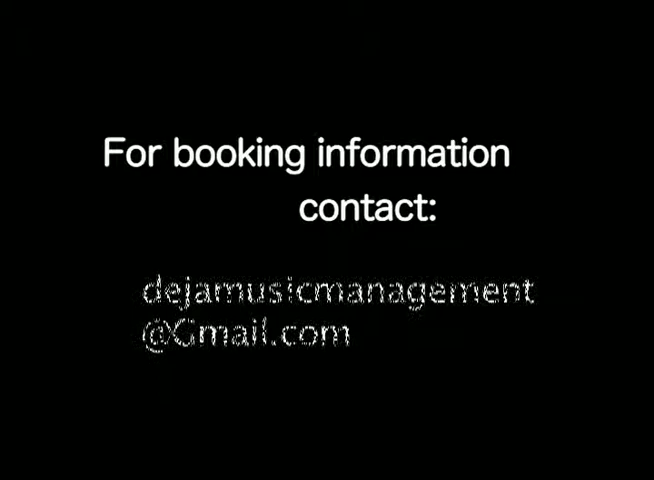 For booking information
contact:
dejamusicmanagement
@Gmail.com